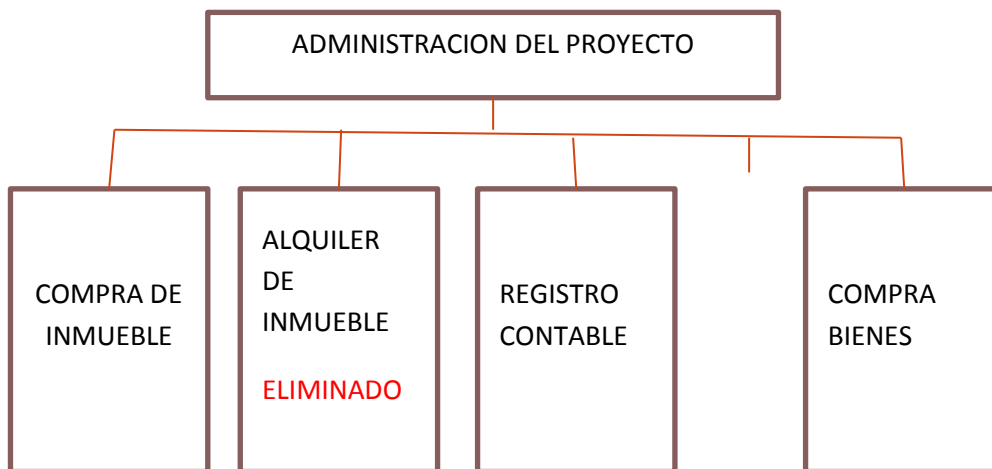 ADMINISTRACION DEL PROYECTO
COMPRA DE
INMUEBLE
ALQUILER
DE
INMUEBLE
ELIMINADO
REGISTRO
CONTABLE
COMPRA
BIENES